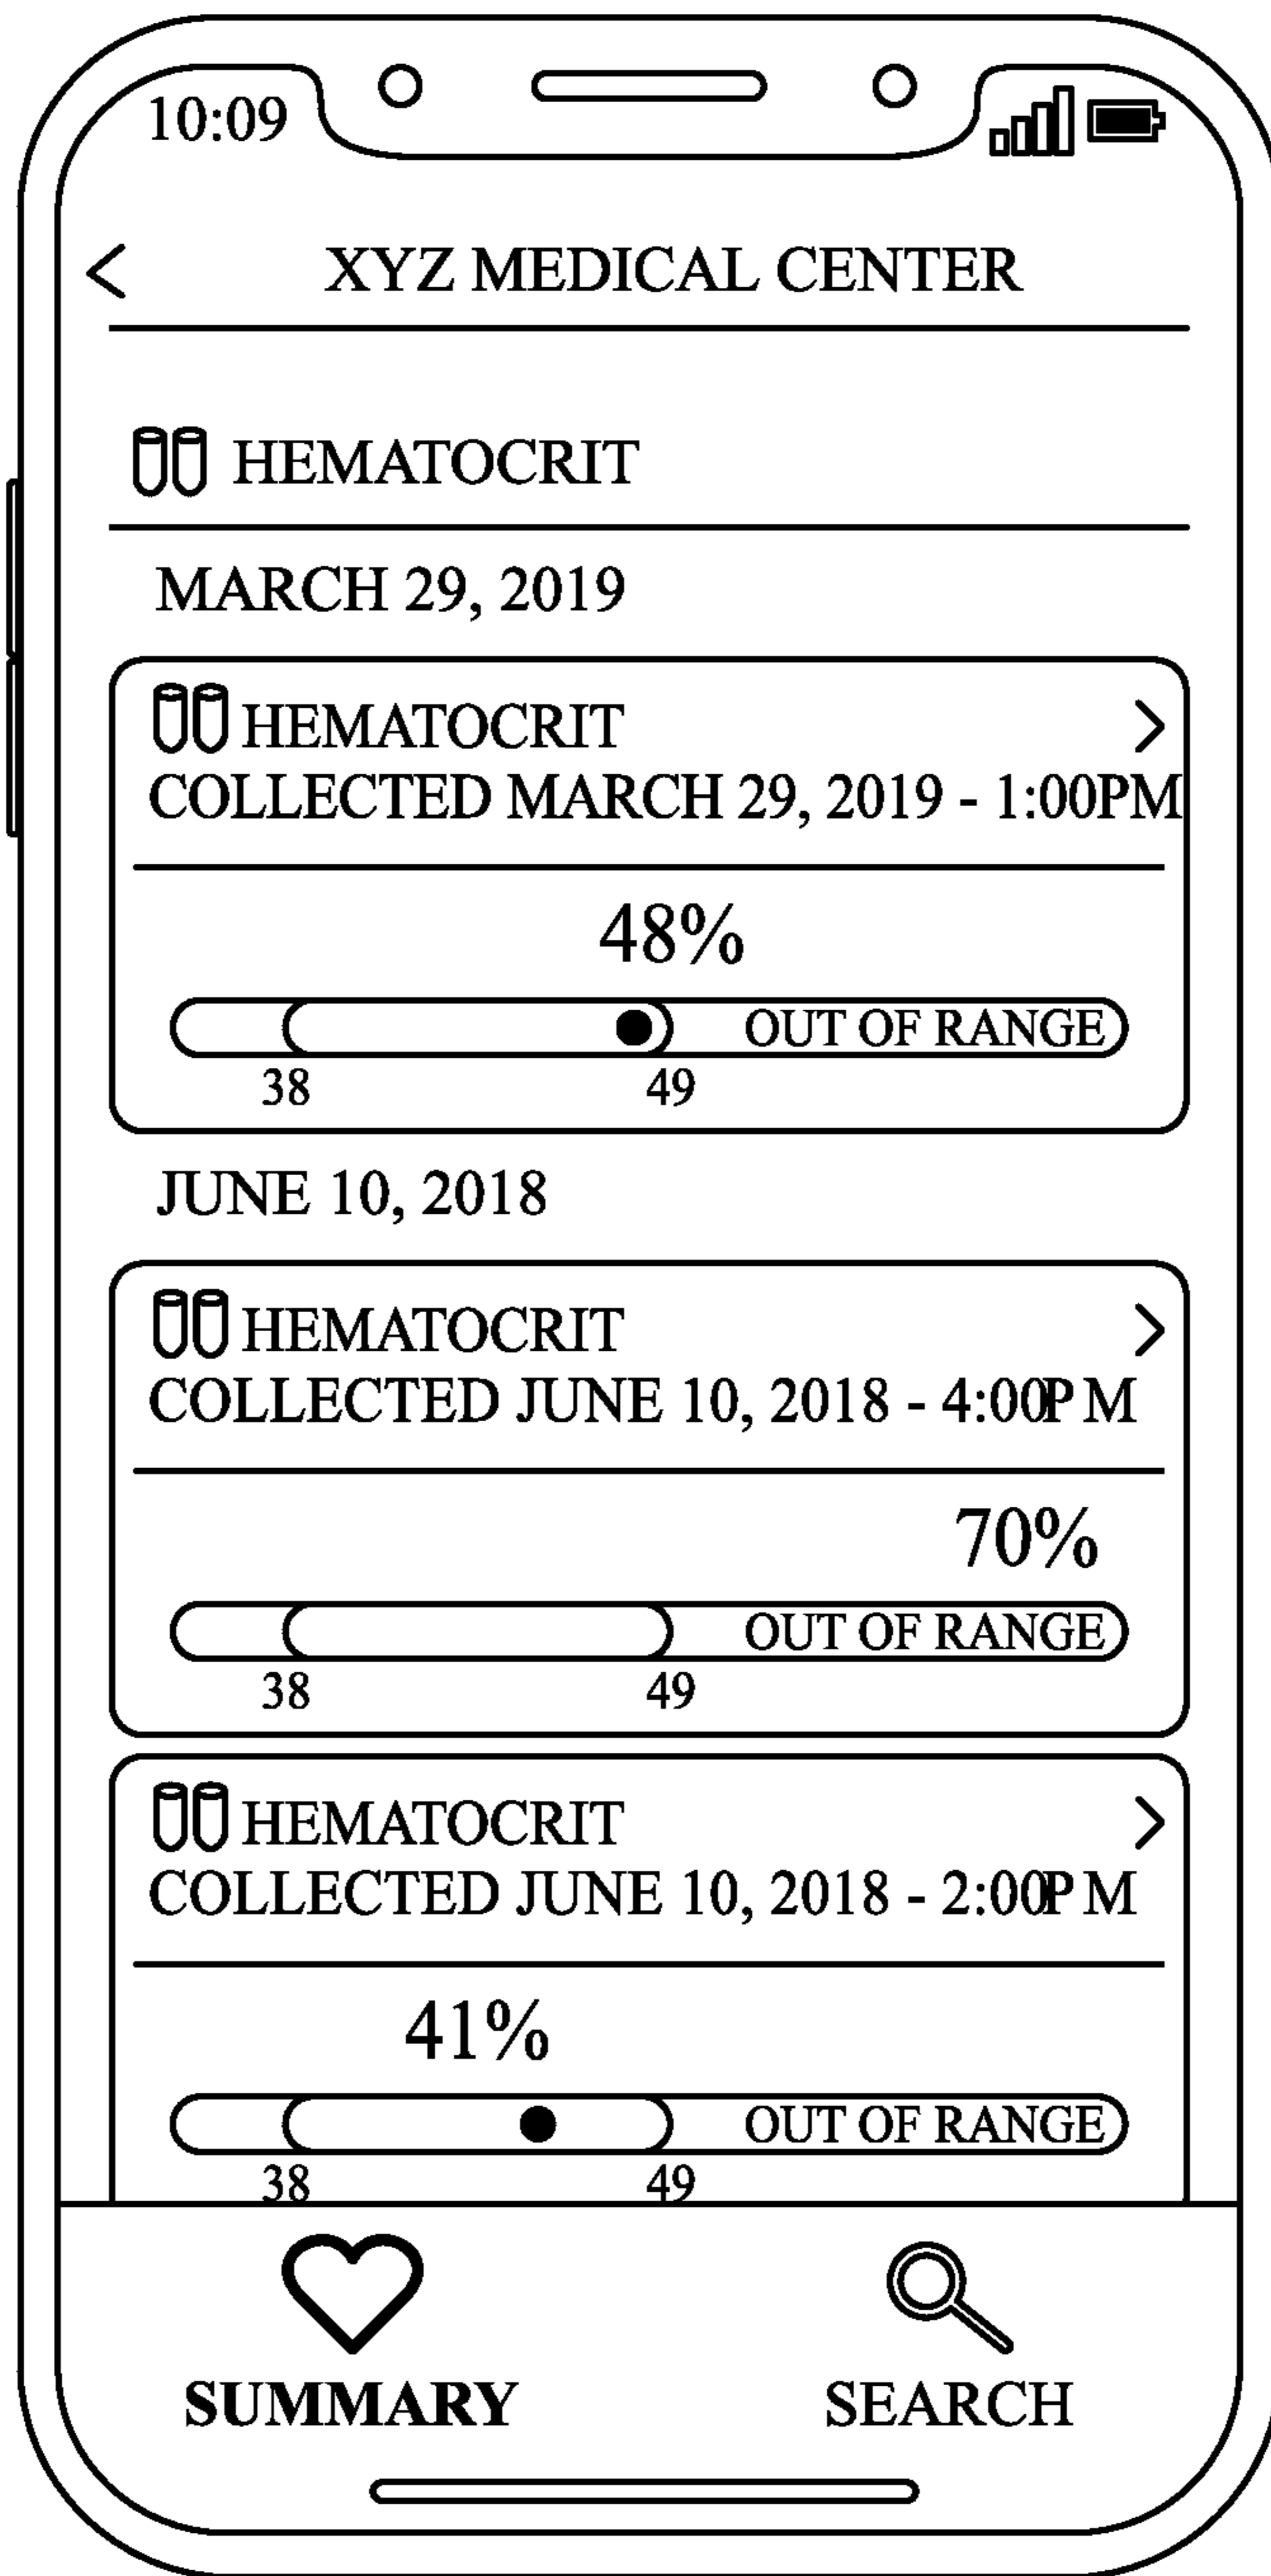 10:09
XYZ MEDICAL CENTER
HEMATOCRIT
MARCH 29, 2019
HEMATOCRIT
COLLECTED MARCH 29, 2019 - 1:00PM
48%
OUT OF RANGE
38 49
JUNE 10, 2018
HEMATOCRIT
COLLECTED JUNE 10, 2018 - 4:00PM
70%
OUT OF RANGE
38 49
HEMATOCRIT
COLLECTED JUNE 10, 2018 - 2:00PM
41%
OUT OF RANGE
38 49
SUMMARY SEARCH